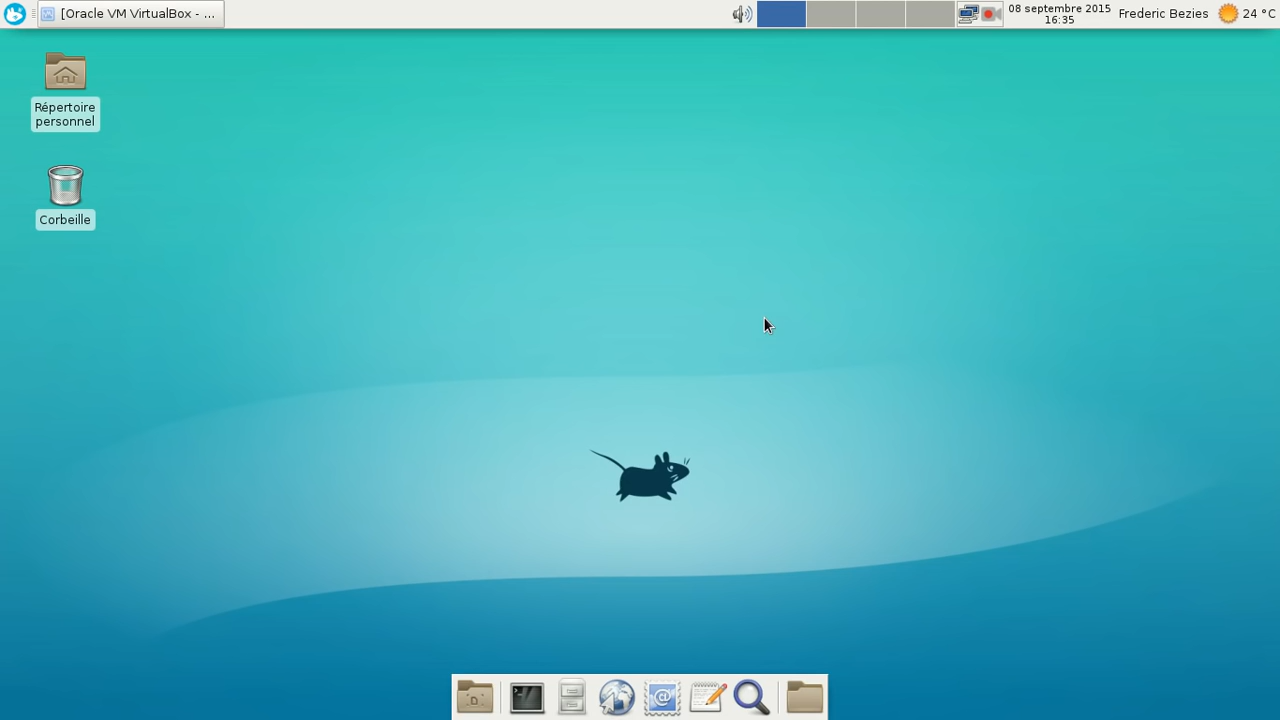 [Oracle VM VirtualBox - ...
08 septembre 2015
16:35
Frederic Bezies
24 °C
Répertoire
personnel
Corbeille